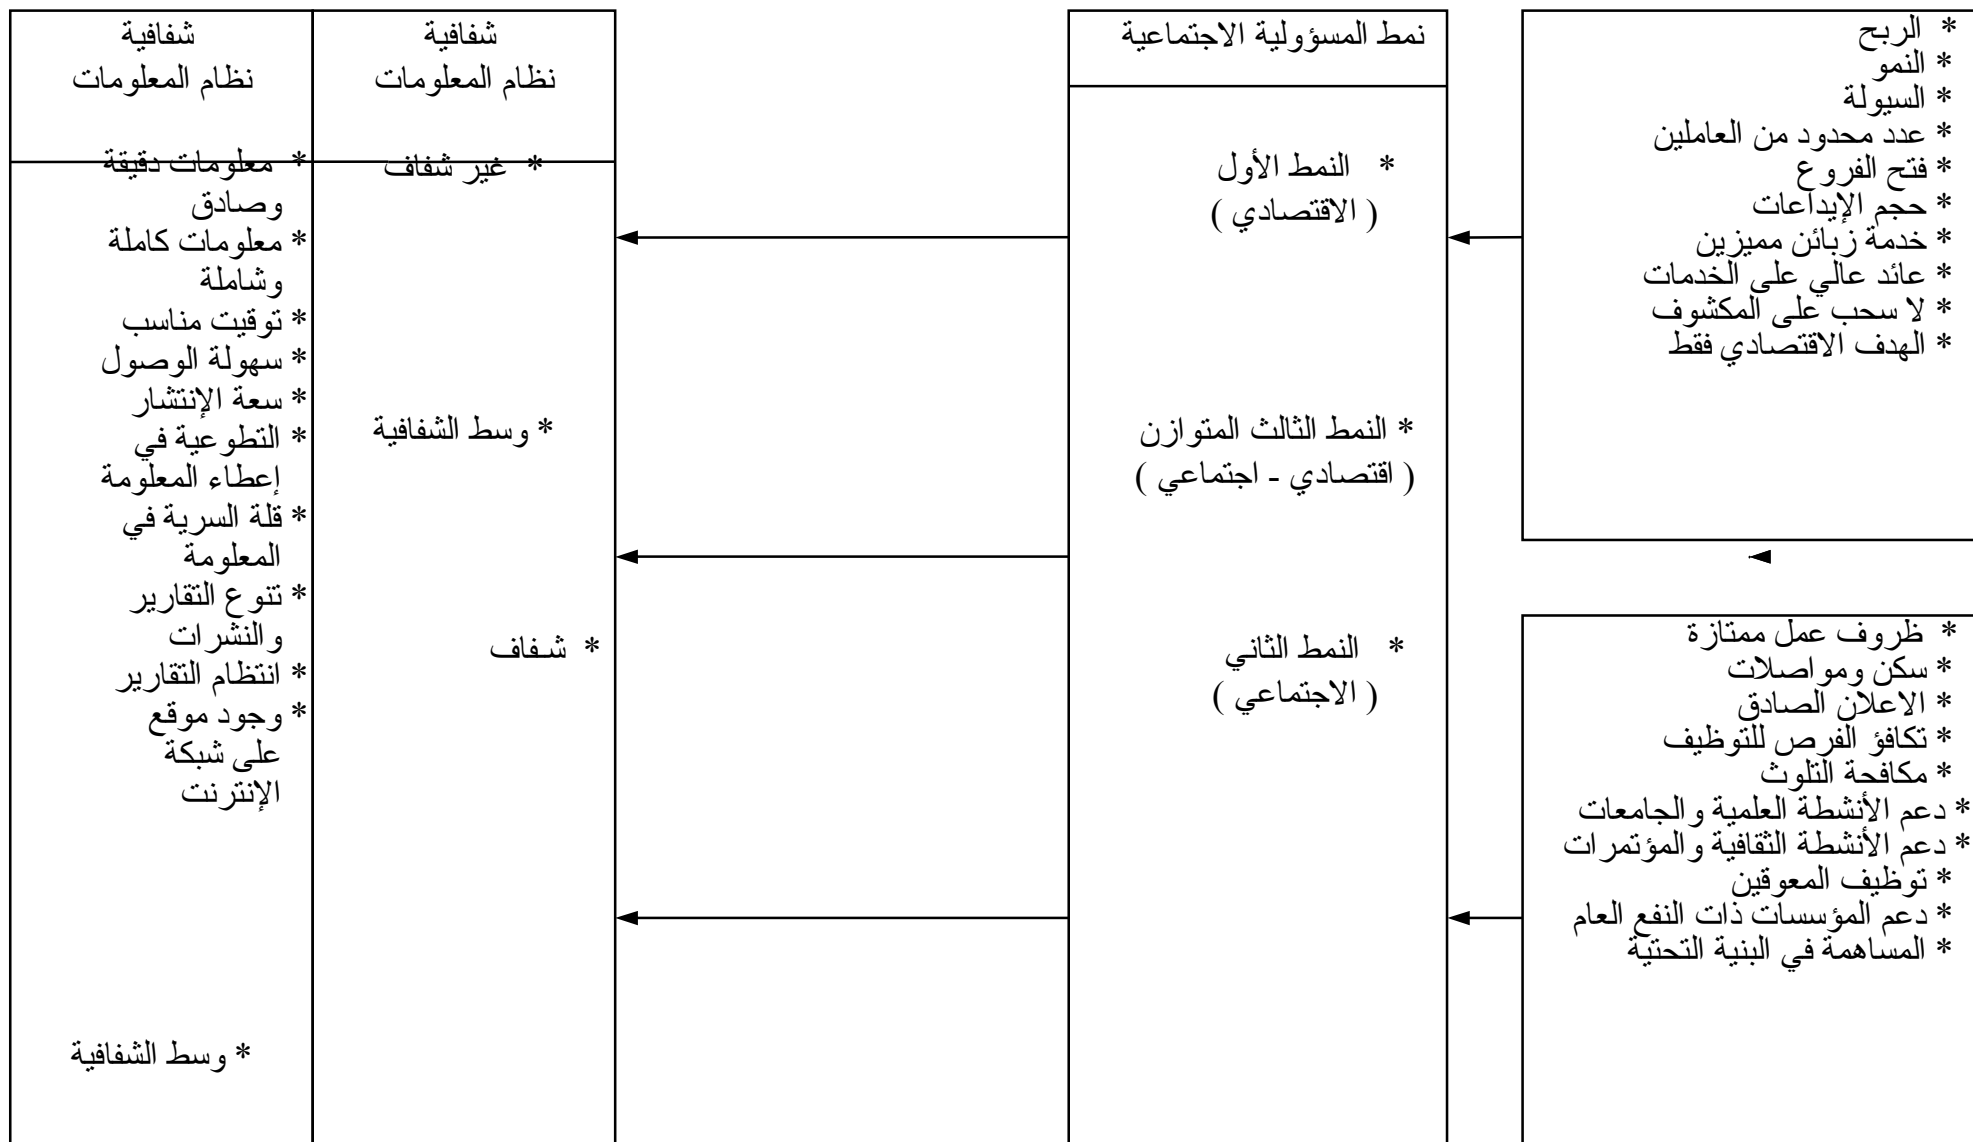 * الربح
* النمو
* السيولة
* عدد محدود من العاملين
* فتح الفروع
* حجم الإيداعات
* خدمة زبائن مميزين
* عائد عالي على الخدمات
* لا سحب على المكشوف
* الهدف الاقتصادي فقط
* ظروف عمل ممتازة
* سكن ومواصلات
* الاعلان الصادق
* تكافؤ الفرص للتوظيف
* مكافحة التلوث
* دعم الأنشطة العلمية والجامعات
* دعم الأنشطة الثقافية والمؤتمرات
* توظيف المعوقين
* دعم المؤسسات ذات النفع العام
* المساهمة في البنية التحتية
نمط المسؤولية الاجتماعية
* النمط الأول
( الاقتصادي )
* النمط الثالث المتوازن
( اقتصادي - اجتماعي )
* النمط الثاني
( الاجتماعي )
شفافية
نظام المعلومات
* غير شفاف
* وسط الشفافية
* شفاف
شفافية
نظام المعلومات
* معلومات دقيقة
وصادق
* معلومات كاملة
وشاملة
* توقيت مناسب
* سهولة الوصول
* سعة الإنتشار
* التطوعية في
إعطاء المعلومة
* قلة السرية في
المعلومة
* تنوع التقارير
والنشرات
* انتظام التقارير
* وجود موقع
على شبكة
الإنترنت
* وسط الشفافية